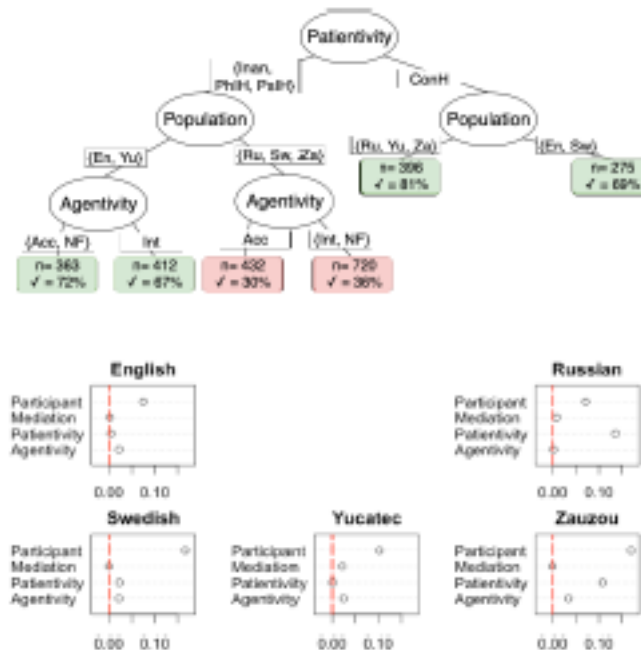 Patientivity
{Inan,
PhlH, PslH}
ConH
Population
Population
{En, Yu}
{Ru, Sw, Za}
{Ru, Yu, Za}
{En, Sw}
n= 396
√ = 81%
n= 275
√ = 69%
Agentivity
Agentivity
{Acc, NF}
Int
Acc
{Int, NF}
n= 363
√ = 72%
n= 412
√ = 67%
n= 432
√ = 30%
n= 720
√ = 36%
English
Participant
Mediation
Patientivity
Agentivity
0.00 0.10
Russian
Participant
Mediation
Patientivity
Agentivity
0.00 0.10
Swedish
Participant
Mediation
Patientivity
Agentivity
0.00 0.10
Yucatec
Participant
Mediation
Patientivity
Agentivity
0.00 0.10
Zauzou
Participant
Mediation
Patientivity
Agentivity
0.00 0.10